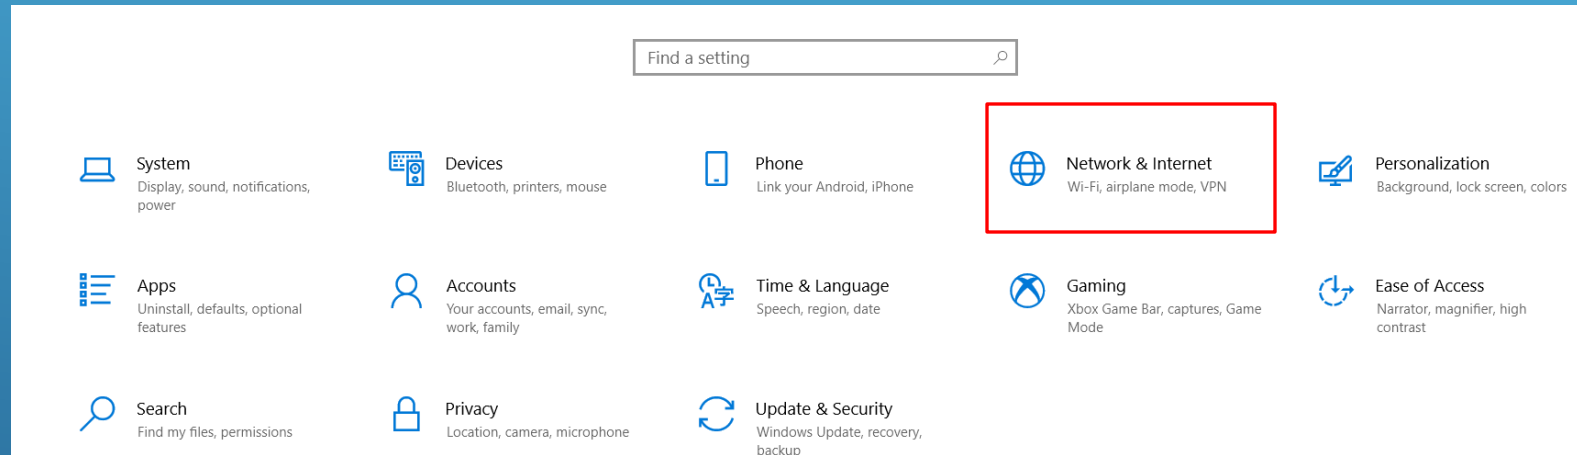 Find a setting
System
Display, sound, notifications,
power
Devices
Bluetooth, printers, mouse
Phone
Link your Android, iPhone
Network & Internet
Wi-Fi, airplane mode, VPN
Personalization
Background, lock screen, colors
Apps
Uninstall, defaults, optional
features
Accounts
Your accounts, email, sync,
work, family
Time & Language
Speech, region, date
Gaming
Xbox Game Bar, captures, Game
Mode
Ease of Access
Narrator, magnifier, high
contrast
Search
Find my files, permissions
Privacy
Location, camera, microphone
Update & Security
Windows Update, recovery,
backup